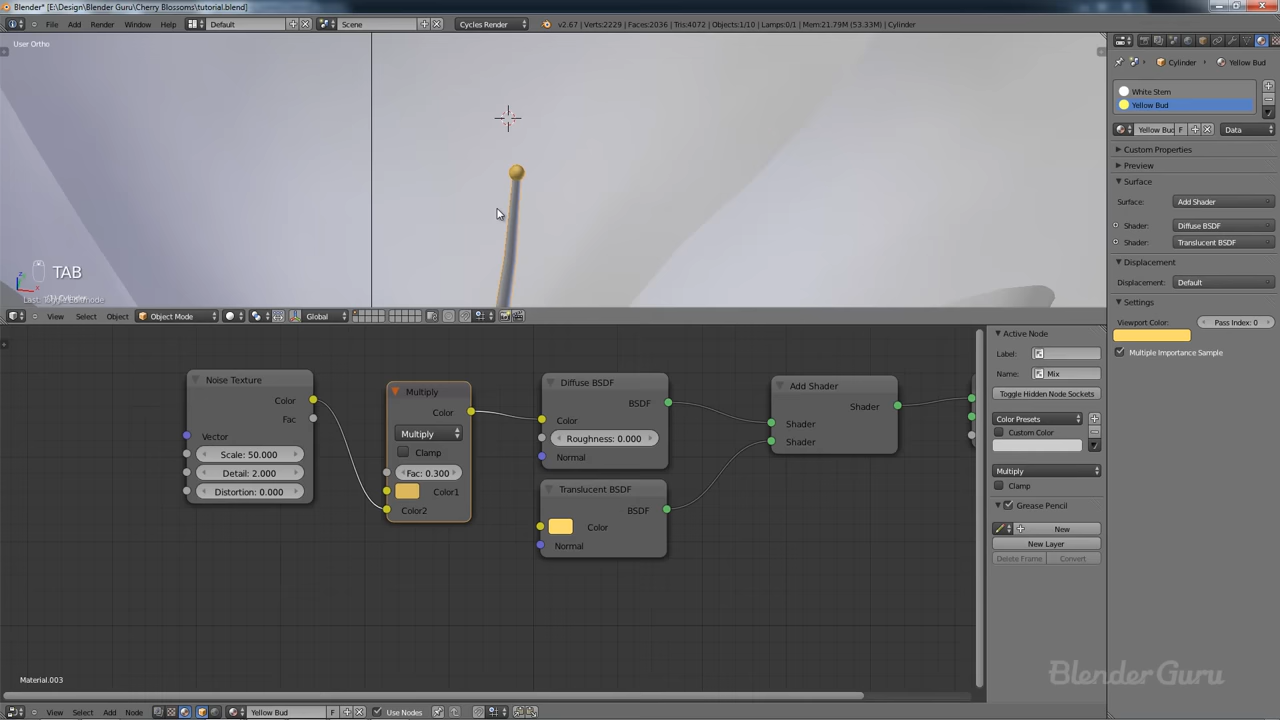 Blender* [E:\Design\Blender Guru\Cherry Blossoms\tutorial.blend]
File Add Render Window Help Default Scene Cycles Render v2.67 | Verts:2229 | Faces:2036 | Tris:4072 | Objects:1/10 | Lamps:0/1 | Mem:21.79M (53.33M) | Cylinder
User Ortho
Cylinder Yellow Bud
White Stem
Yellow Bud
Yellow Buc F Data
Custom Properties
Preview
Surface
Surface: Add Shader
Shader: Diffuse BSDF
Shader: Translucent BSDF
Displacement
Displacement: Default
Settings
Viewport Color: Pass Index: 0
Multiple Importance Sample
TAB
(1) Cylinder
View Select Object Object Mode Global
Noise Texture
Color
Fac
Vector
Scale: 50.000
Detail: 2.000
Distortion: 0.000
Multiply
Color
Multiply
Clamp
Fac: 0.300
Color1
Color2
Diffuse BSDF
BSDF
Color
Roughness: 0.000
Normal
Translucent BSDF
BSDF
Color
Normal
Add Shader
Shader
Shader
Shader
Active Node
Label:
Name: Mix
Toggle Hidden Node Sockets
Color Presets
Custom Color
Multiply
Clamp
Grease Pencil
New
New Layer
Delete Frame Convert
Material.003
BlenderGuru
View Select Add Node Yellow Bud F Use Nodes